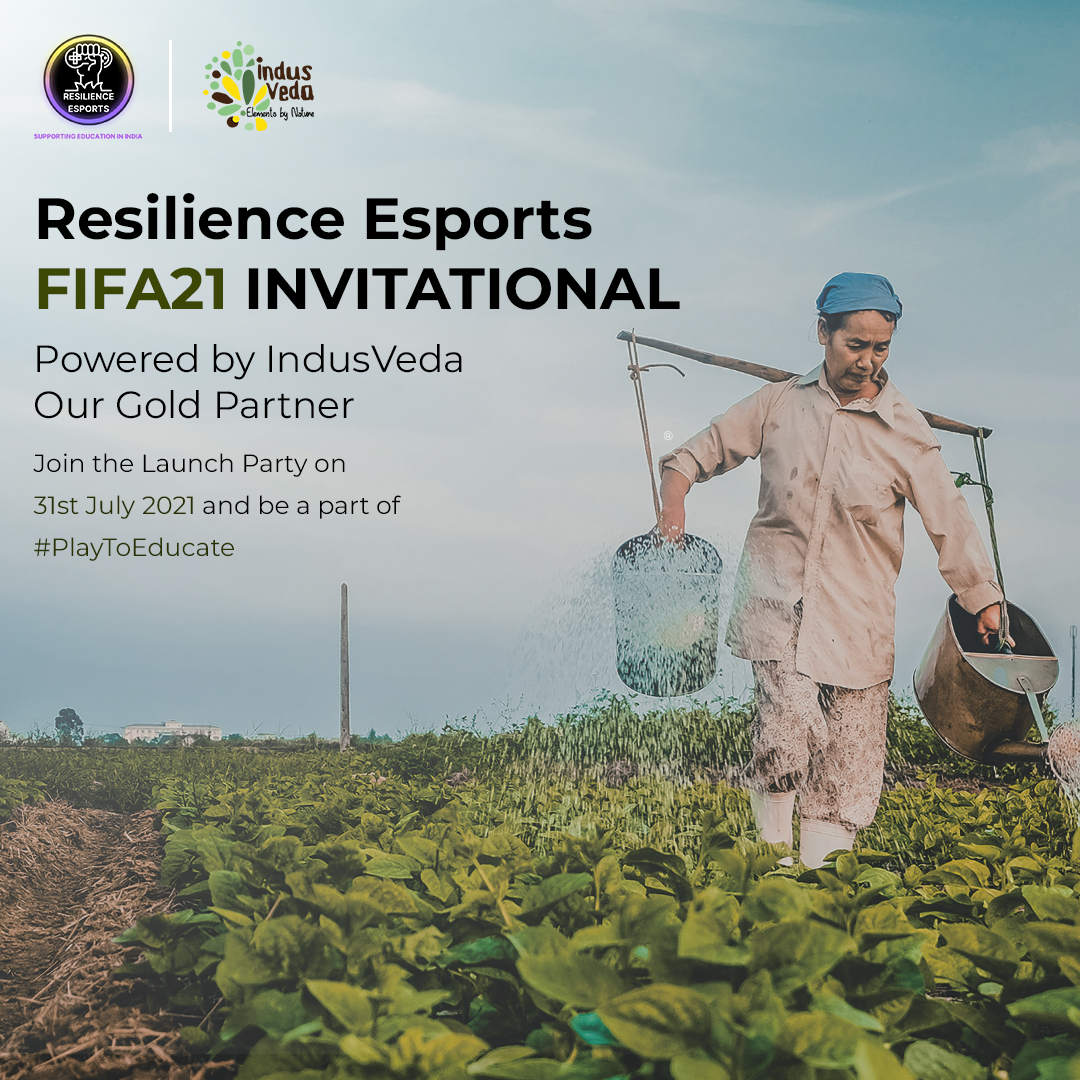 RESILIENCE
ESPORTS
SUPPORTING EDUCATION IN INDIA
indus
veda
Elements by Nature
Resilience Esports
FIFA21 INVITATIONAL
Powered by IndusVeda
Our Gold Partner
Join the Launch Party on
31st July 2021 and be a part of
#PlayToEducate
®